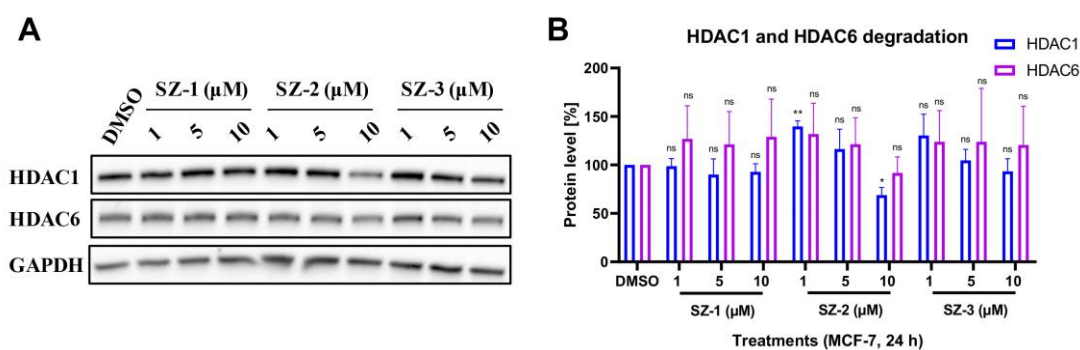 A
SZ-1 (µM) SZ-2 (µM) SZ-3 (µM)
DMSO 1 5 10 1 5 10 1 5 10
HDAC1
HDAC6
GAPDH
B
HDAC1 and HDAC6 degradation
HDAC1
HDAC6
Protein level [%]
200
150
100
50
0
ns ns ns ns ns ns ** ns ns ns * ns ns ns ns ns ns ns
DMSO 1 5 10 1 5 10 1 5 10
SZ-1 (µM) SZ-2 (µM) SZ-3 (µM)
Treatments (MCF-7, 24 h)